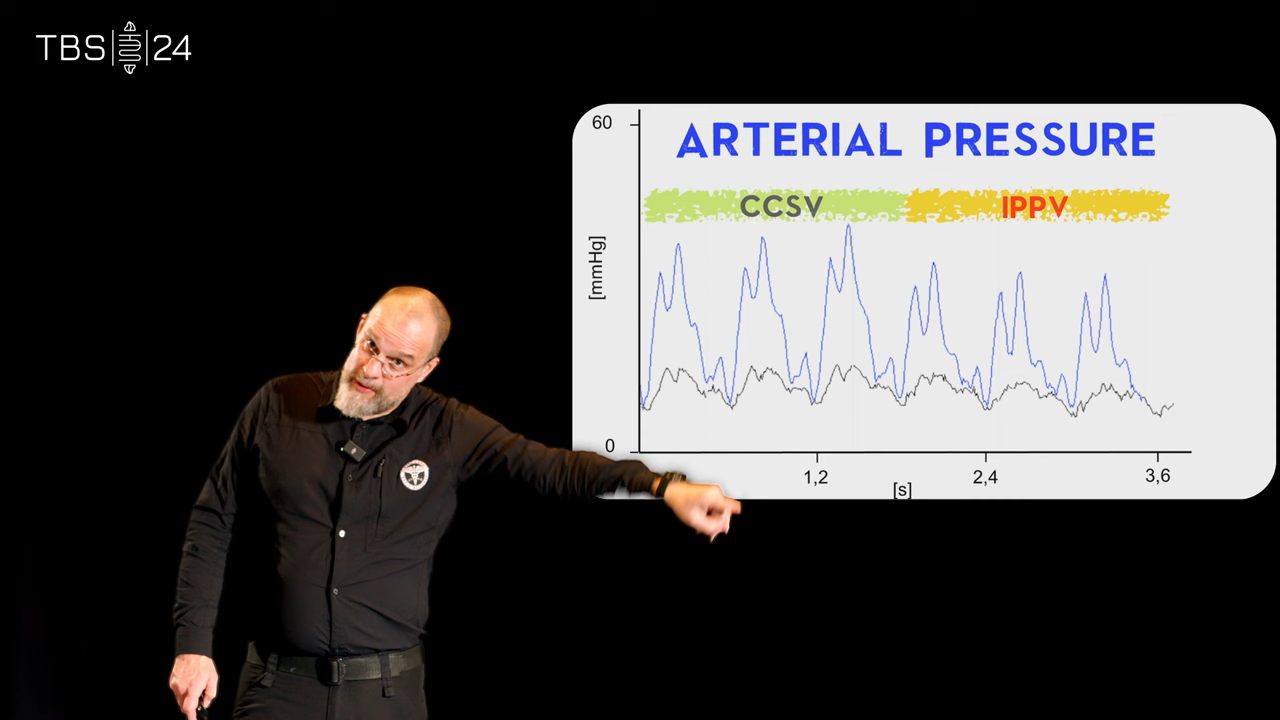 TBS 24
60
ARTERIAL PRESSURE
CCSV
IPPV
[mmHg]
0
1,2
2,4
3,6
[s]